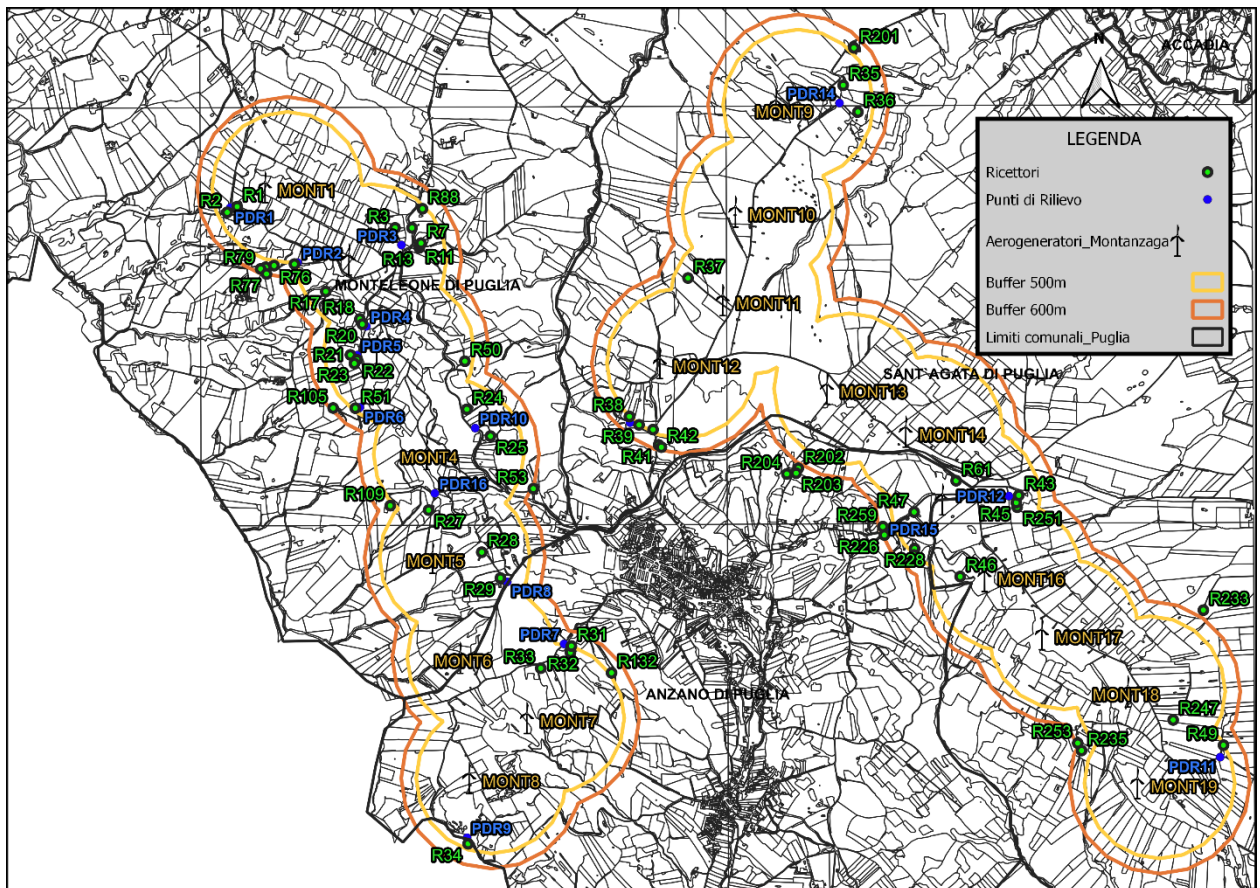 R201
ACCADIA
N
R35
PDR14
R36
MONT9
LEGENDA
Ricettori
Punti di Rilievo
Aerogeneratori_Montanzaga
Buffer 500m
Buffer 600m
Limiti comunali_Puglia
R1
MONT1
R2
PDR1
R88
R3
R7
PDR3
R13
R11
MONT10
R79
PDR2
R76
R77
R37
MONTELEONE DI PUGLIA
R17
R18
MONT11
PDR4
R20
PDR5
R21
R22
R23
R50
MONT12
SANT`AGATA DI PUGLIA
MONT13
R105
R51
PDR6
R24
PDR10
R25
R38
R39
R42
R41
MONT14
MONT4
R202
R204
R203
R61
PDR16
R53
R109
R27
R43
PDR12
R45
R251
R47
R259
PDR15
R226
R228
R28
MONT5
R29
PDR8
R46
MONT16
R233
PDR7
R31
R33
R32
R132
MONT17
MONT6
ANZANO DI PUGLIA
MONT18
MONT7
R247
R253
R235
R49
PDR11
MONT8
MONT19
PDR9
R34